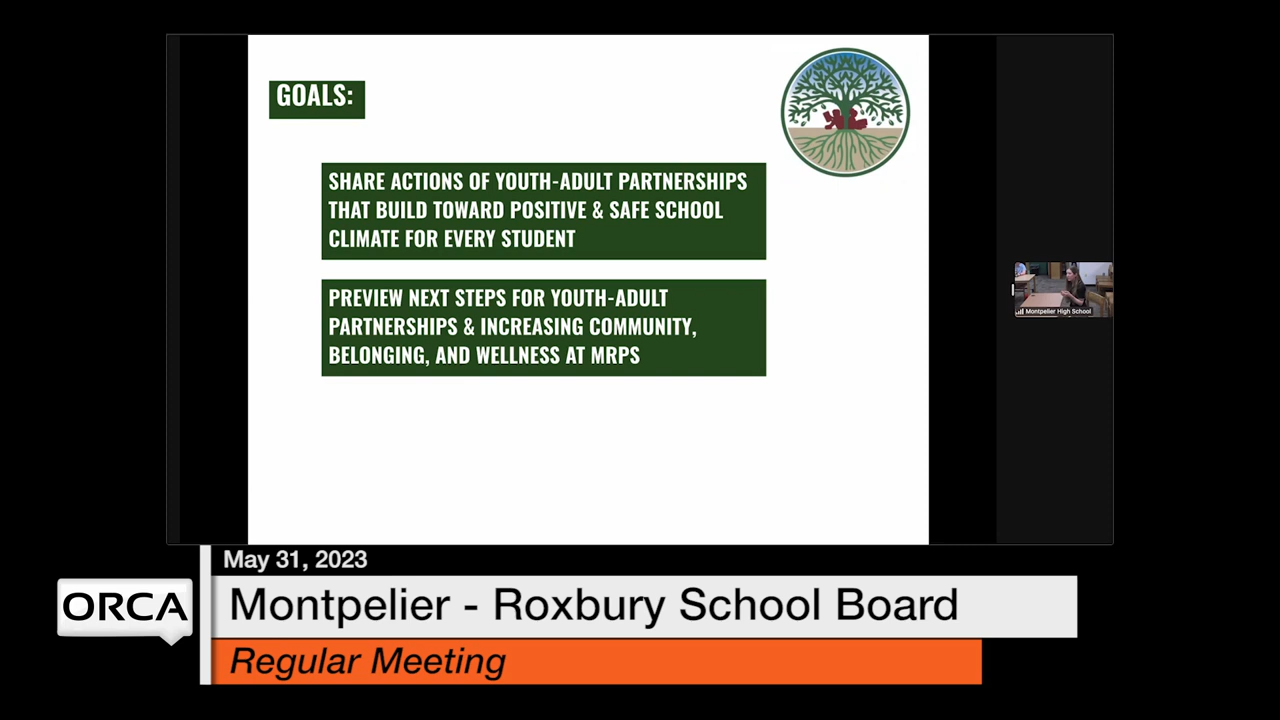 GOALS:
SHARE ACTIONS OF YOUTH-ADULT PARTNERSHIPS
THAT BUILD TOWARD POSITIVE & SAFE SCHOOL
CLIMATE FOR EVERY STUDENT
PREVIEW NEXT STEPS FOR YOUTH-ADULT
PARTNERSHIPS & INCREASING COMMUNITY,
BELONGING, AND WELLNESS AT MRPS
Montpelier High School
May 31, 2023
ORCA
Montpelier - Roxbury School Board
Regular Meeting